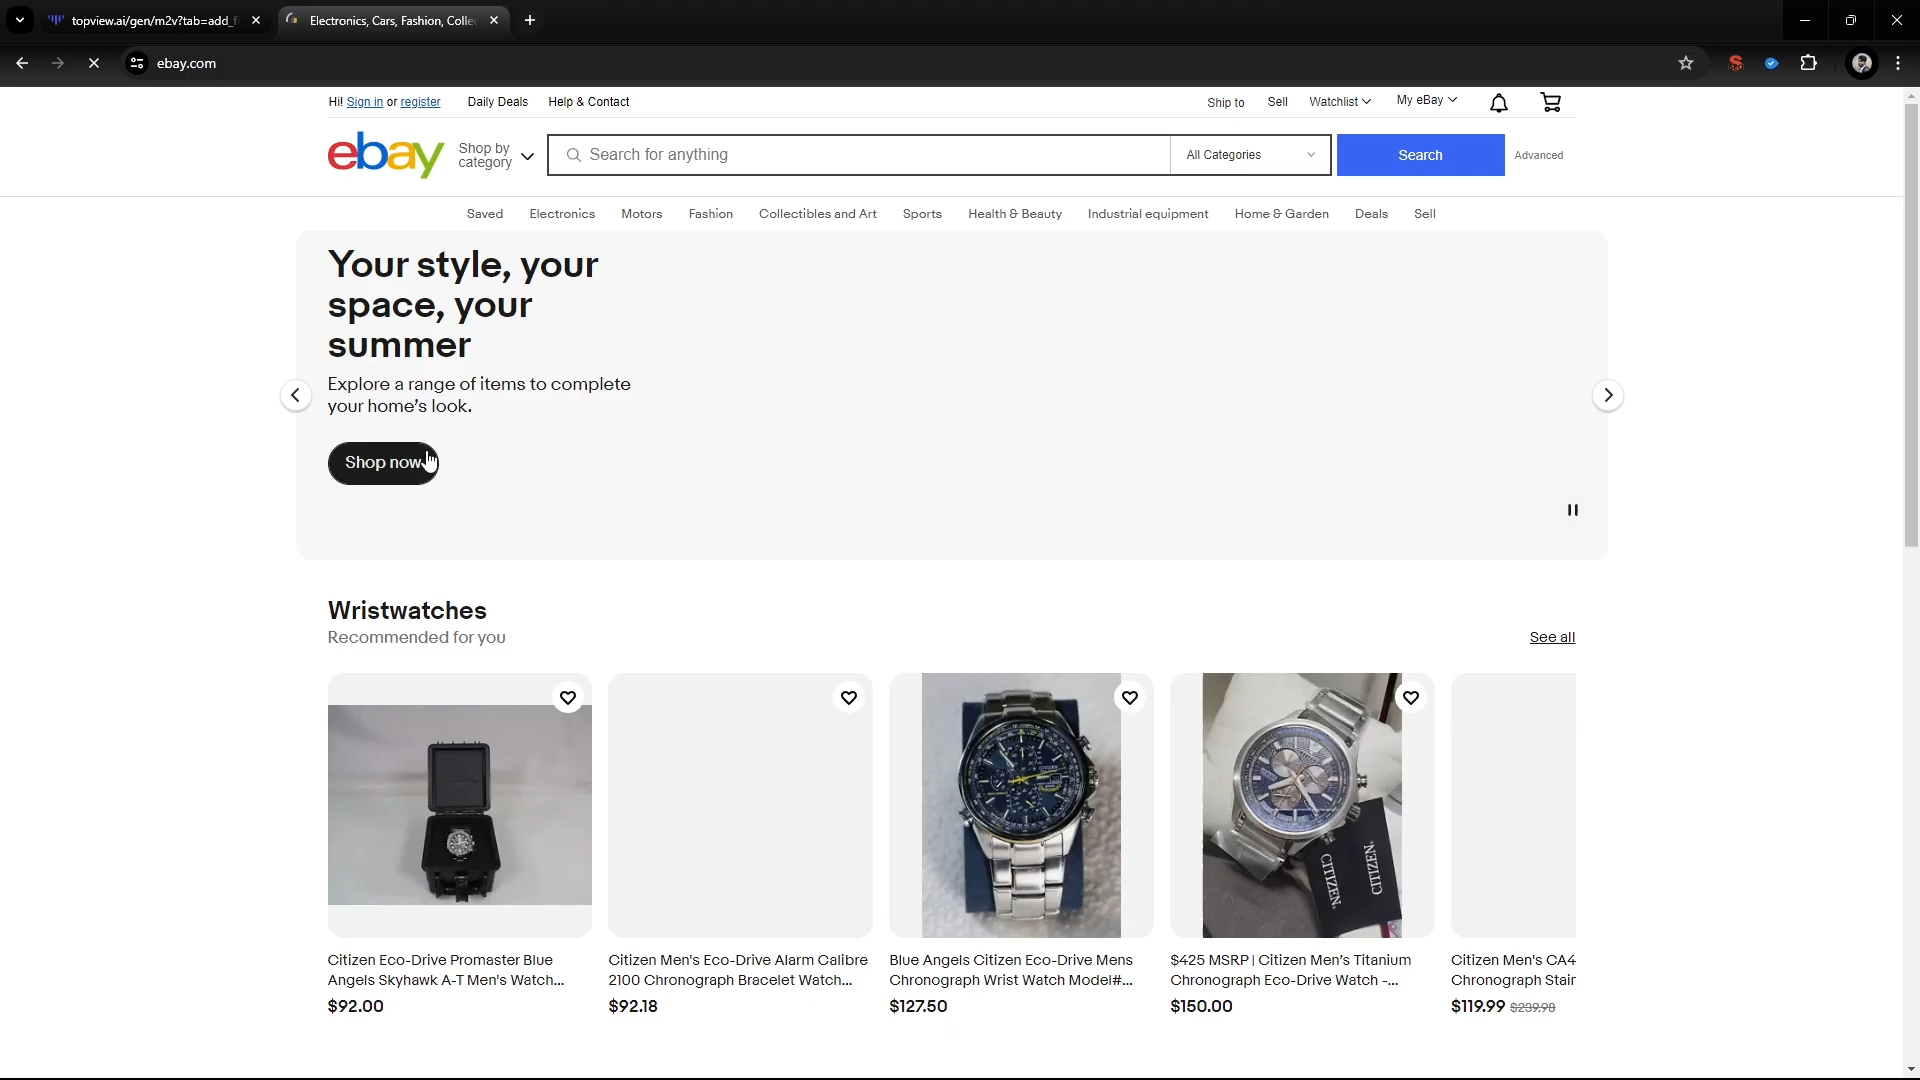 topview.ai/gen/m2v?tab=add_f
Electronics, Cars, Fashion, Colle
ebay.com
Hi! Sign in or register
Daily Deals
Help & Contact
Ship to
Sell
Watchlist
My eBay
ebay
Shop by
category
Search for anything
All Categories
Search
Advanced
Saved
Electronics
Motors
Fashion
Collectibles and Art
Sports
Health & Beauty
Industrial equipment
Home & Garden
Deals
Sell
Your style, your
space, your
summer
Explore a range of items to complete
your home's look.
Shop now
Wristwatches
Recommended for you
See all
CITIZEN
CITIZEN
Citizen Eco-Drive Promaster Blue
Angels Skyhawk A-T Men's Watch...
$92.00
Citizen Men's Eco-Drive Alarm Calibre
2100 Chronograph Bracelet Watch...
$92.18
Blue Angels Citizen Eco-Drive Mens
Chronograph Wrist Watch Model#...
$127.50
$425 MSRP | Citizen Men's Titanium
Chronograph Eco-Drive Watch -...
$150.00
Citizen Men's CA4
Chronograph Stair
$119.99 $239.98